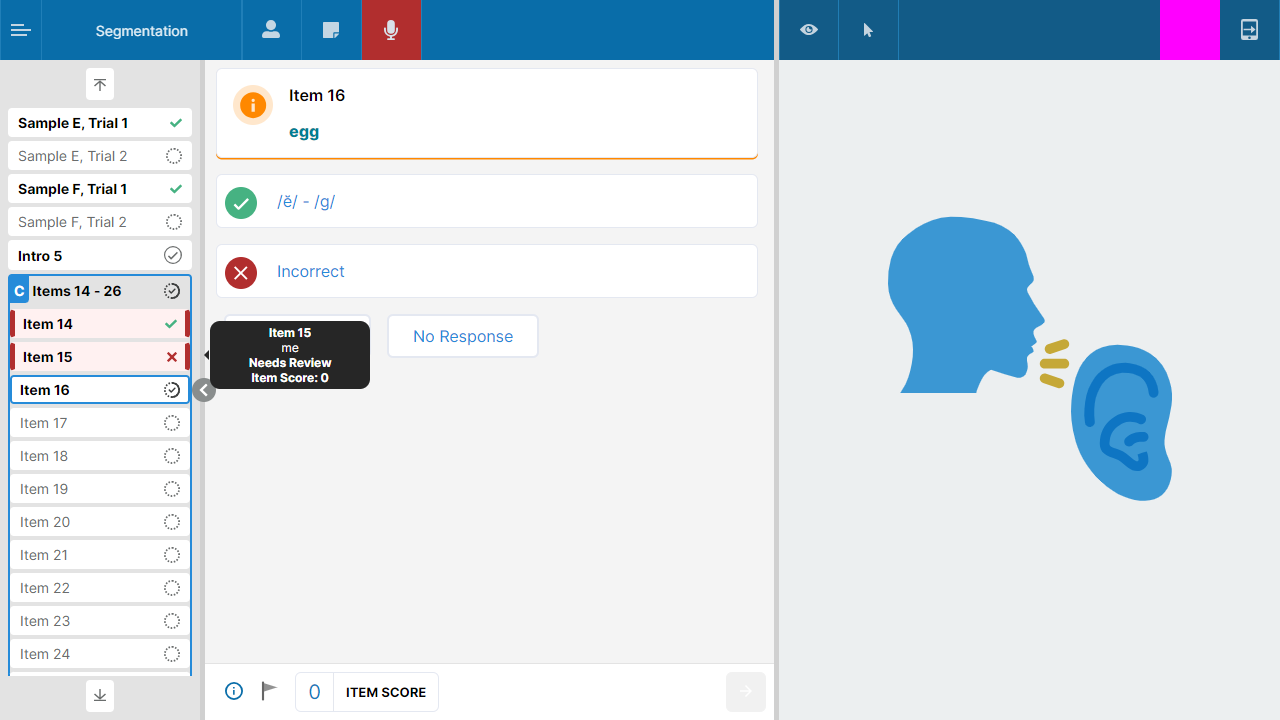 Segmentation
Sample E, Trial 1
Sample E, Trial 2
Sample F, Trial 1
Sample F, Trial 2
Intro 5
C Items 14 - 26
Item 14
Item 15
Item 16
Item 17
Item 18
Item 19
Item 20
Item 21
Item 22
Item 23
Item 24
Item 16
egg
/ĕ/ - /g/
Incorrect
Item 15
me
Needs Review
Item Score: 0
No Response
0 ITEM SCORE